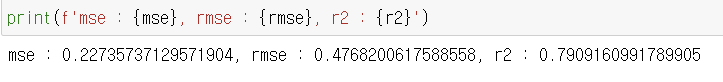 print(f'mse : {mse}, rmse : {rmse}, r2 : {r2}')
mse : 0.22735737129571904, rmse : 0.4768200617588558, r2 : 0.7909160991789905